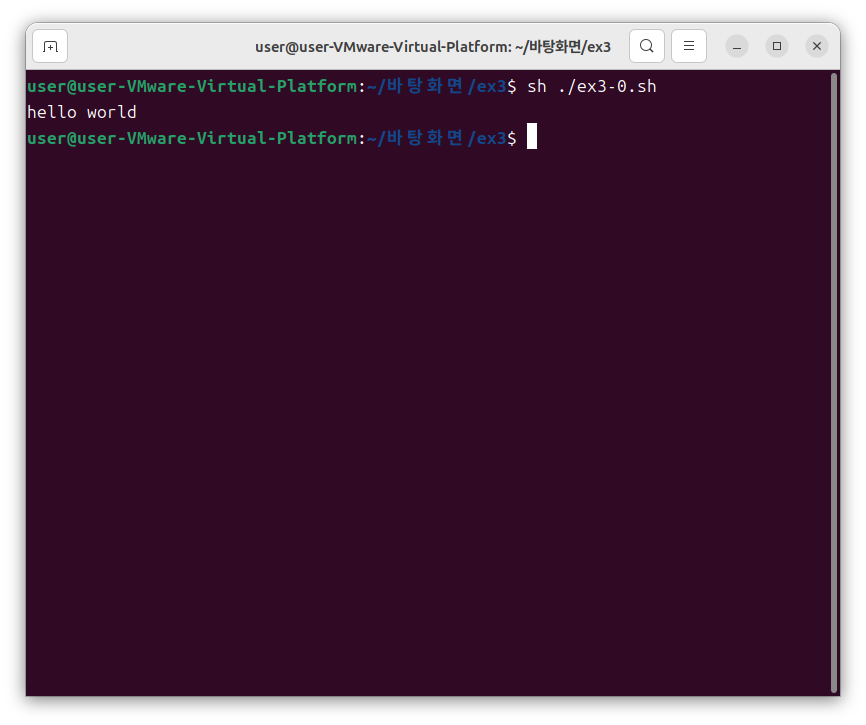 user@user-VMware-Virtual-Platform: ~/바탕화면/ex3
user@user-VMware-Virtual-Platform:~/바탕화면/ex3$ sh ./ex3-0.sh
hello world
user@user-VMware-Virtual-Platform:~/바탕화면/ex3$